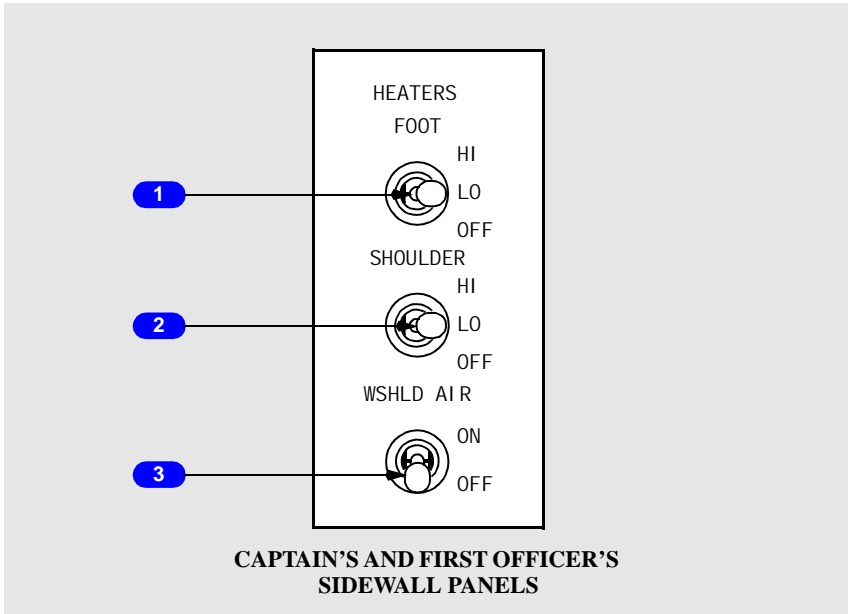 HEATERS
FOOT
HI
1
LO
OFF
SHOULDER
HI
2
LO
OFF
WSHLD AIR
ON
3
OFF
CAPTAIN'S AND FIRST OFFICER'S
SIDEWALL PANELS